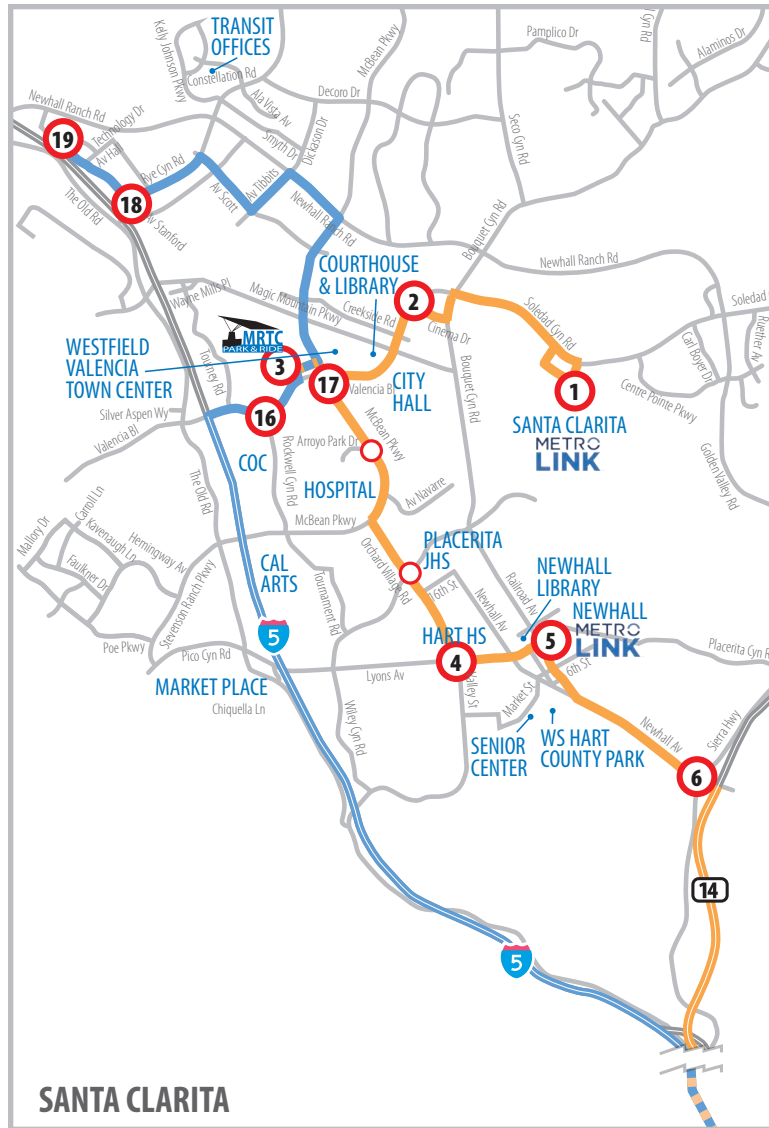 TRANSIT
OFFICES
Kelly Johnson Pkwy
Constellation Rd
McBean Pkwy
Pamplico Dr
Alaminos Dr
Newhall Ranch Rd
Technology Dr
Av Hall
Ala Vista Av
Decoro Dr
Smyth Dr
Dickason Dr
Seco Cyn Rd
19
Rye Cyn Rd
Av Tibbits
Av Scott
Newhall Ranch Rd
18
The Old Rd
Av Stanford
Bouquet Cyn Rd
Newhall Ranch Rd
COURTHOUSE
& LIBRARY
Wayne Mills Pl
Magic Mountain Pkwy
Creekside Rd
2
Cinema Dr
Soledad Cyn Rd
Soledad C
Ruether Av
Carl Boyer Dr
MRTC
PARK & RIDE
WESTFIELD
VALENCIA
TOWN CENTER
3
17
Valencia Bl
CITY
HALL
Bouquet Cyn Rd
1
Centre Pointe Pkwy
SANTA CLARITA
METRO
LINK
Tourney Rd
Silver Aspen Wy
Valencia Bl
16
COC
McBean Pkwy
Arroyo Park Dr
Rockwell Cyn Rd
HOSPITAL
Av Navarre
Golden Valley Rd
The Old Rd
McBean Pkwy
Mallory Dr
Carroll Ln
Kavenaugh Ln
Hemingway Av
Faulkner Dr
CAL
ARTS
PLACERITA
JHS
Orchard Village Rd
16th St
Newhall Av
Railroad Av
NEWHALL
LIBRARY
NEWHALL
METRO
LINK
Stevenson Ranch Pkwy
Tournament Rd
Poe Pkwy
5
Pico Cyn Rd
HART HS
4
5
6th St
Placerita Cyn R
MARKET PLACE
Chiquella Ln
Lyons Av
Valley St
Market St
Wiley Cyn Rd
SENIOR
CENTER
WS HART
COUNTY PARK
Newhall Av
Sierra Hwy
6
14
5
SANTA CLARITA